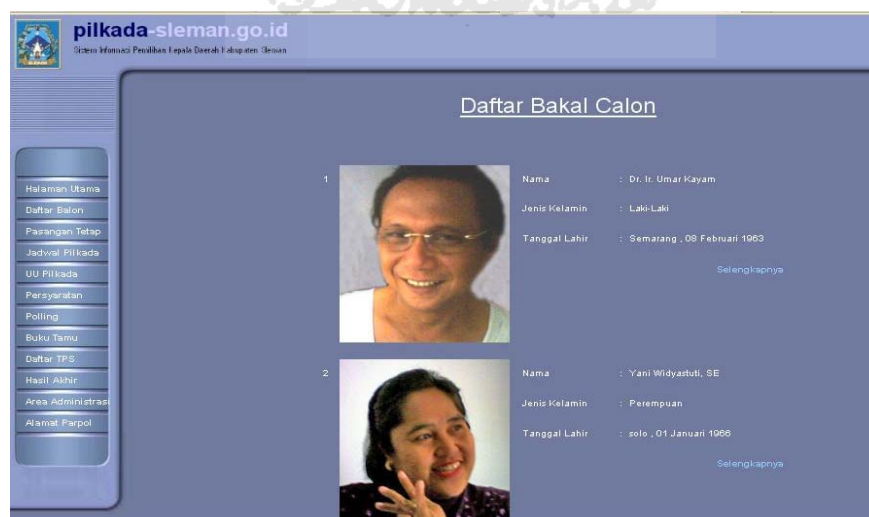 pilkada-sleman.go.id
Sistem Informasi Pemilihan Kepala Daerah Kabupaten Sleman
Daftar Bakal Calon
Halaman Utama
Daftar Balon
Pasangan Tetap
Jadwal Pilkada
UU Pilkada
Persyaratan
Polling
Buku Tamu
Daftar TPS
Hasil Akhir
Area Administrasi
Alamat Parpol
1
Nama : Dr. Ir. Umar Kayam
Jenis Kelamin : Laki-Laki
Tanggal Lahir : Semarang , 08 Februari 1963
Selengkapnya
2
Nama : Yani Widyastuti, SE
Jenis Kelamin : Perempuan
Tanggal Lahir : solo , 01 Januari 1966
Selengkapnya